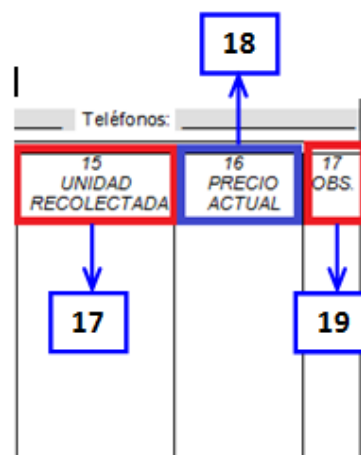 18
Teléfonos:
15 16 17
UNIDAD PRECIO OBS.
RECOLECTADA ACTUAL
17 19